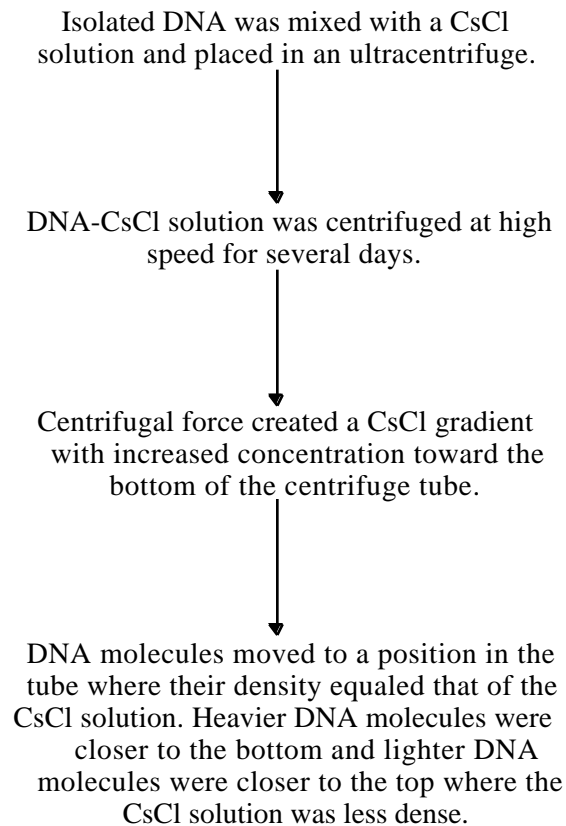 Isolated DNA was mixed with a CsCl
solution and placed in an ultracentrifuge.
DNA-CsCl solution was centrifuged at high
speed for several days.
Centrifugal force created a CsCl gradient
with increased concentration toward the
bottom of the centrifuge tube.
DNA molecules moved to a position in the
tube where their density equaled that of the
CsCl solution. Heavier DNA molecules were
closer to the bottom and lighter DNA
molecules were closer to the top where the
CsCl solution was less dense.